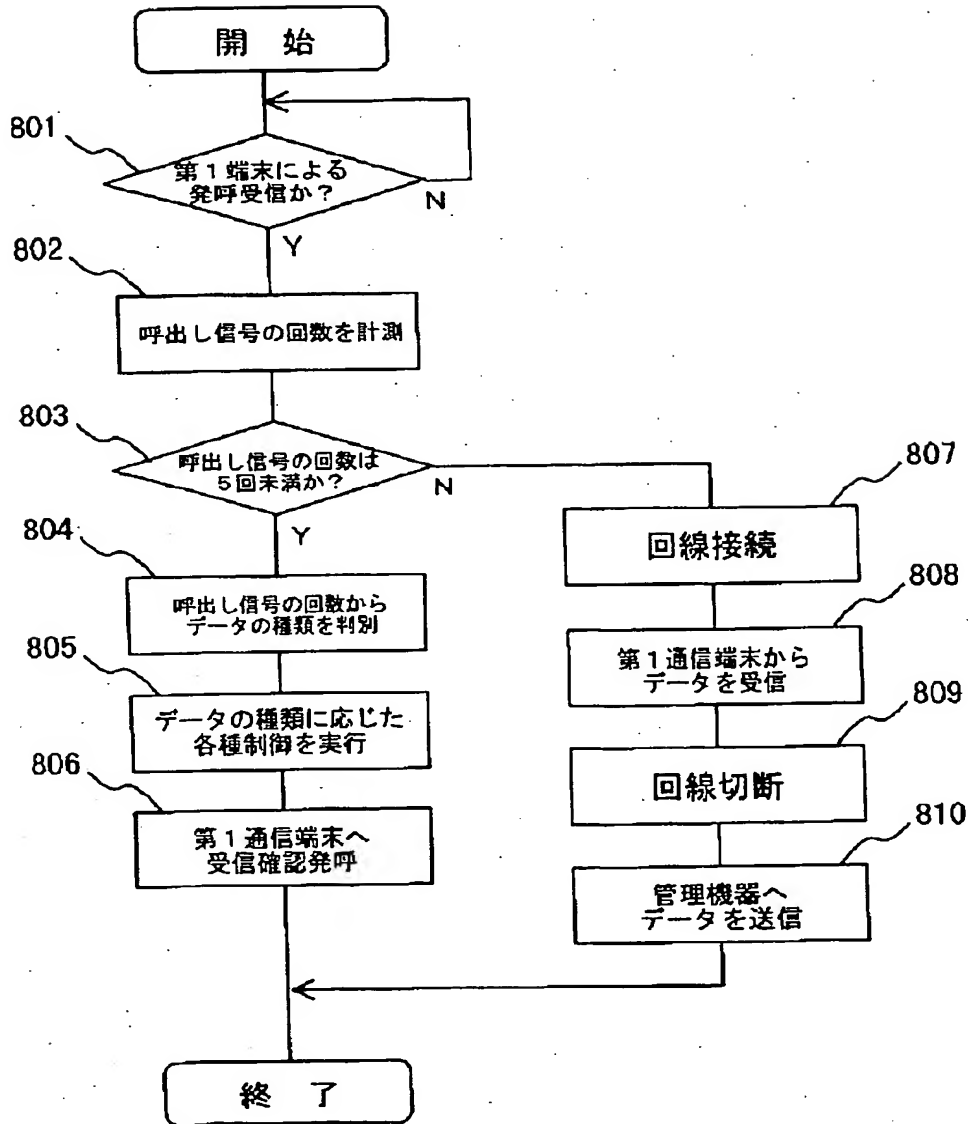 開 始
801
第1端末による
発呼受信か?
N
Y
802
呼出し信号の回数を計測
803
呼出し信号の回数は
5回未満か?
N
Y
804
呼出し信号の回数から
データの種類を判別
805
データの種類に応じた
各種制御を実行
806
第1通信端末へ
受信確認発呼
807
回線接続
808
第1通信端末から
データを受信
809
回線切断
810
管理機器へ
データを送信
終 了